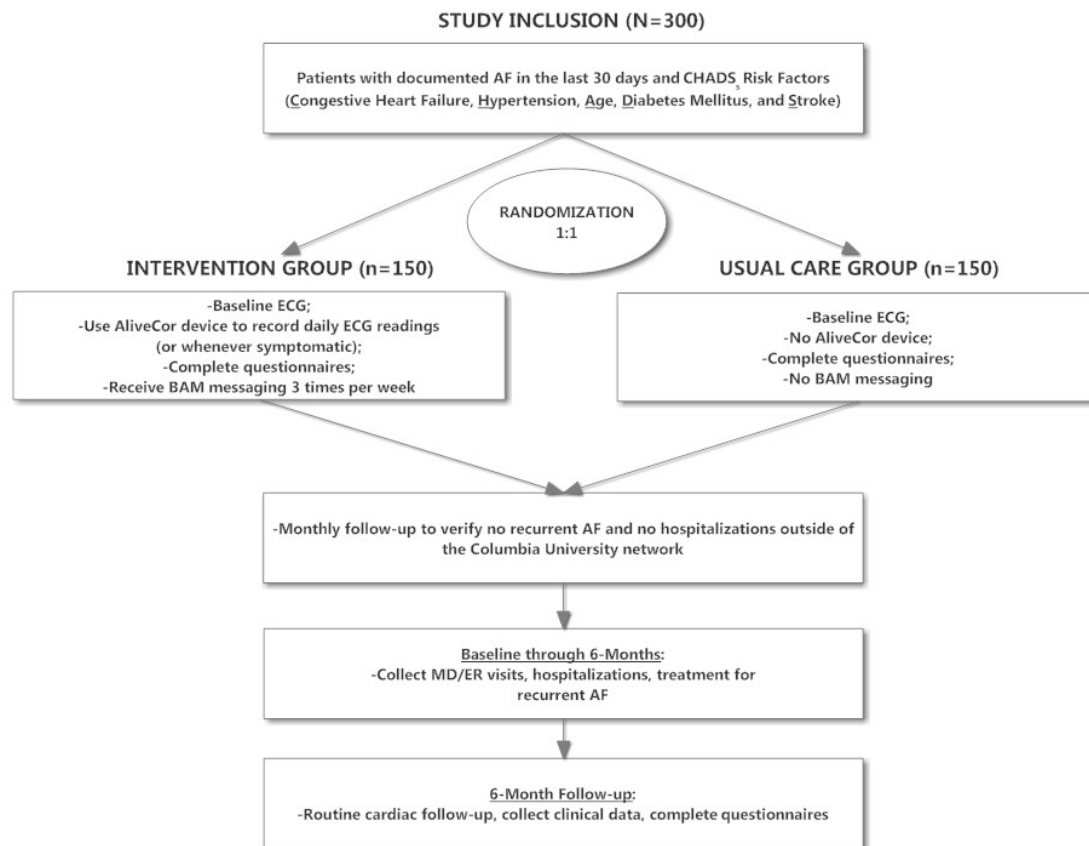 STUDY INCLUSION (N=300)
Patients with documented AF in the last 30 days and CHADS₅ Risk Factors
(Congestive Heart Failure, Hypertension, Age, Diabetes Mellitus, and Stroke)
RANDOMIZATION
1:1
INTERVENTION GROUP (n=150)
-Baseline ECG;
-Use AliveCor device to record daily ECG readings
(or whenever symptomatic);
-Complete questionnaires;
-Receive BAM messaging 3 times per week
USUAL CARE GROUP (n=150)
-Baseline ECG;
-No AliveCor device;
-Complete questionnaires;
-No BAM messaging
-Monthly follow-up to verify no recurrent AF and no hospitalizations outside of
the Columbia University network
Baseline through 6-Months:
-Collect MD/ER visits, hospitalizations, treatment for
recurrent AF
6-Month Follow-up:
-Routine cardiac follow-up, collect clinical data, complete questionnaires